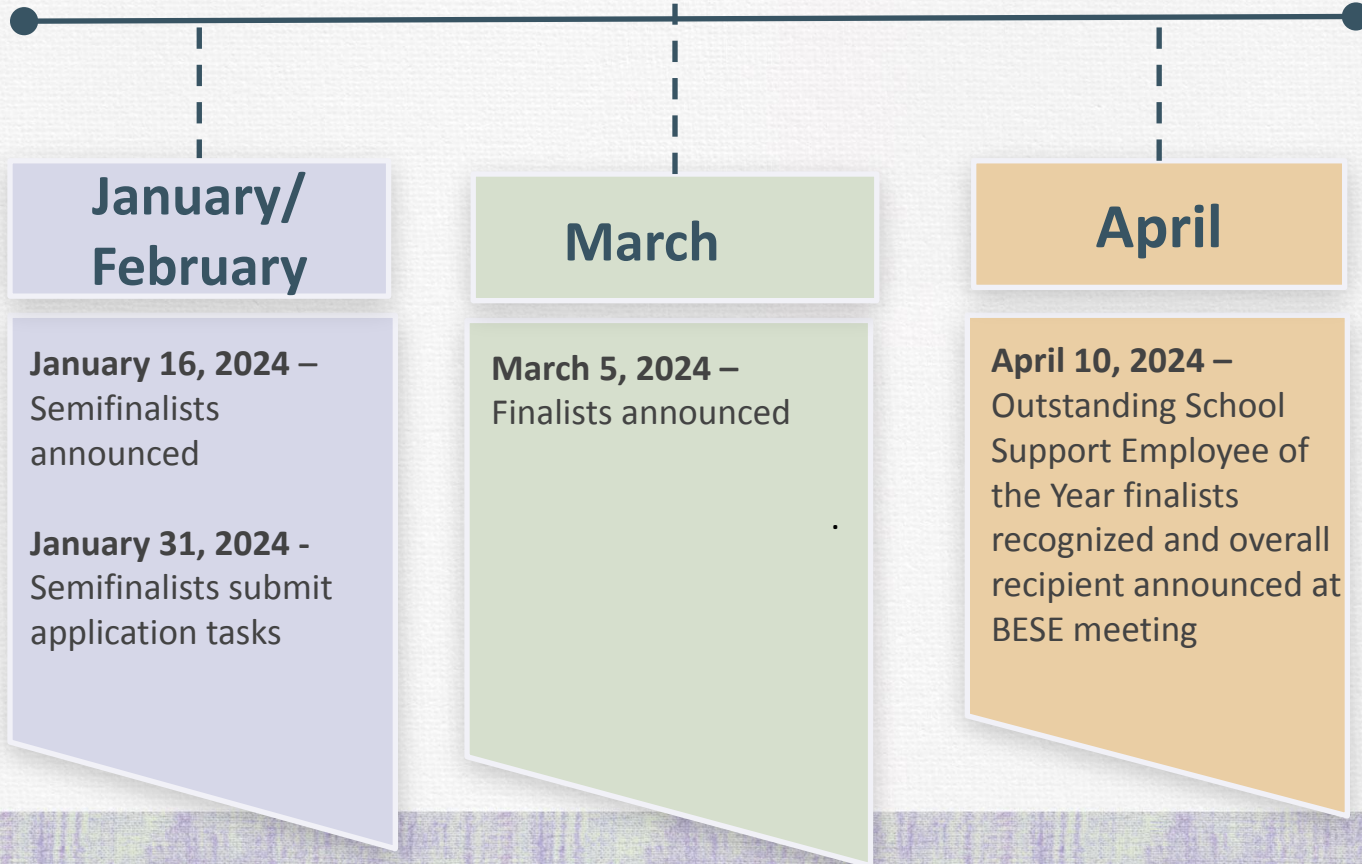 January/
February
January 16, 2024 –
Semifinalists
announced
January 31, 2024 -
Semifinalists submit
application tasks
March
March 5, 2024 –
Finalists announced
.
April
April 10, 2024 –
Outstanding School
Support Employee of
the Year finalists
recognized and overall
recipient announced at
BESE meeting